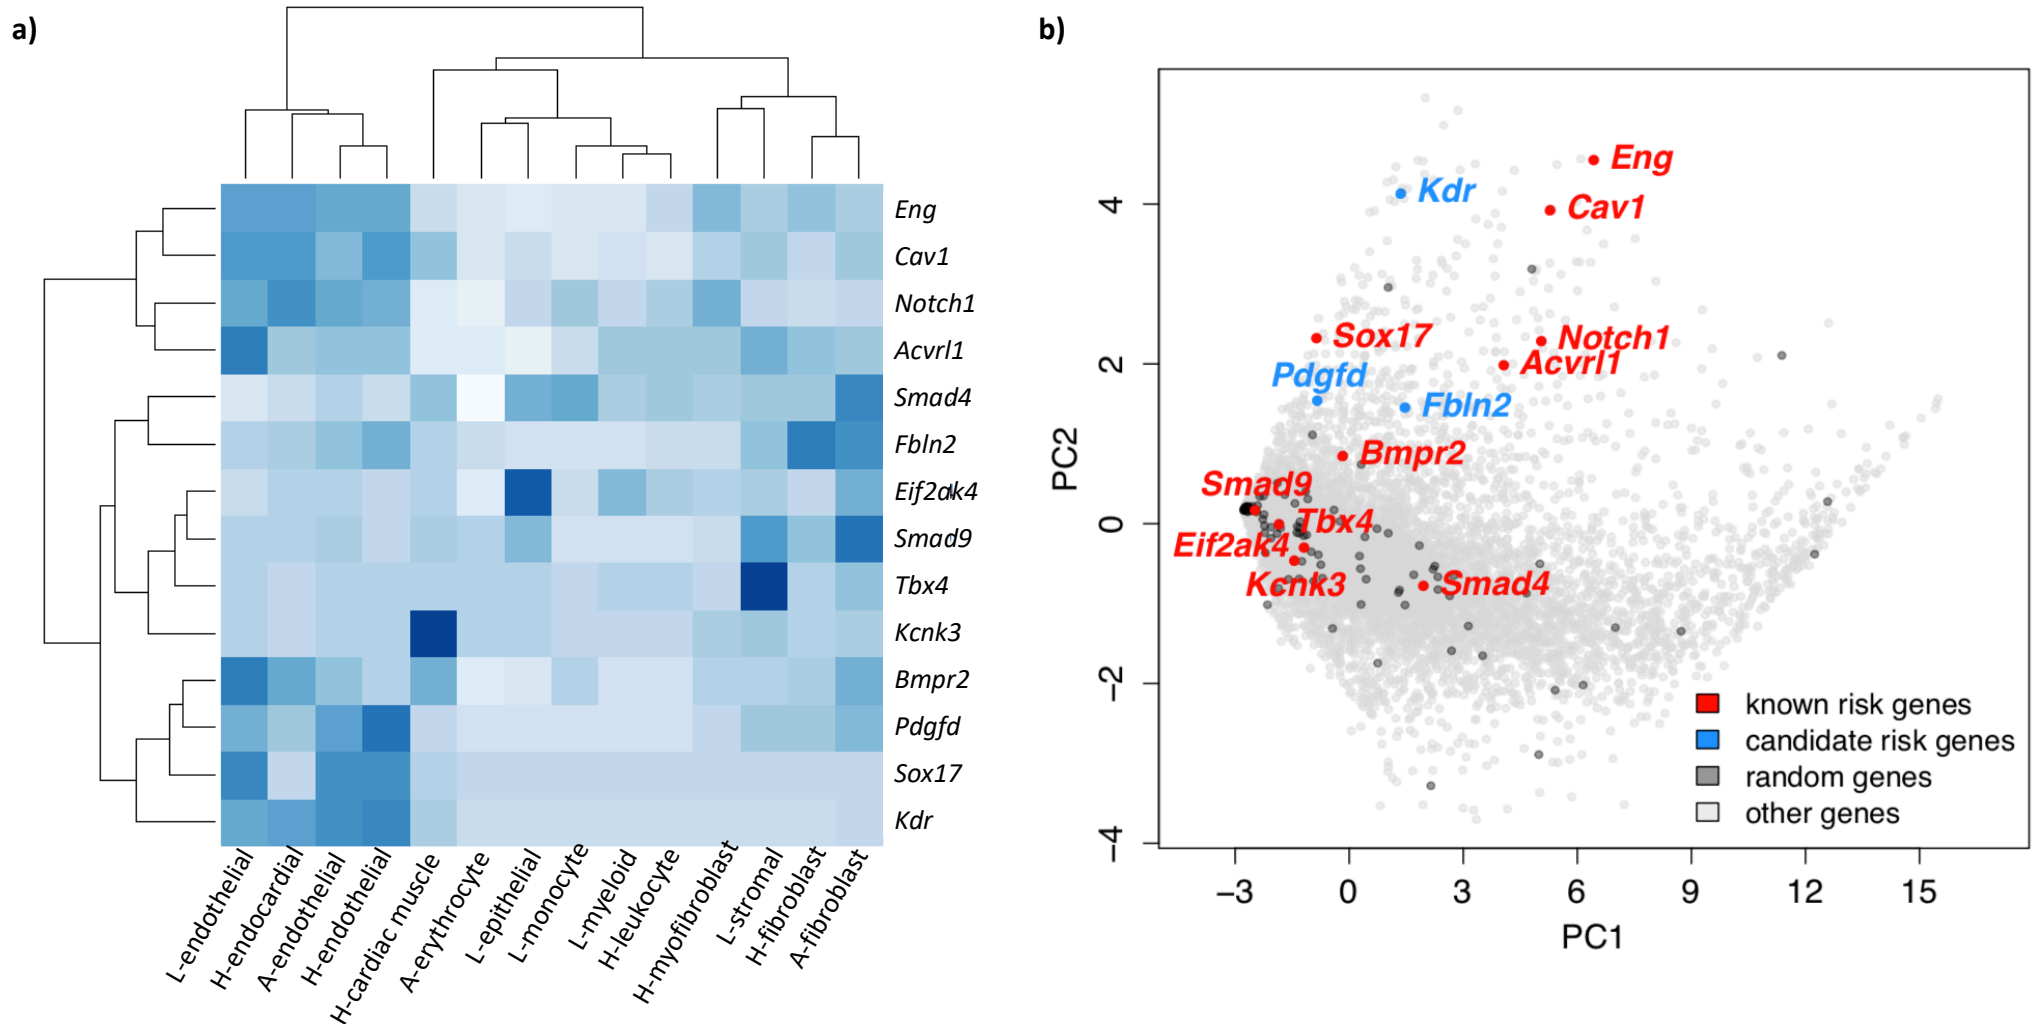 a)
Eng
Cav1
Notch1
Acvrl1
Smad4
Fbln2
Eif2ak4
Smad9
Tbx4
Kcnk3
Bmpr2
Pdgfd
Sox17
Kdr
L-endothelial
H-endocardial
A-endothelial
H-endothelial
H-cardiac muscle
A-erythrocyte
L-epithelial
L-monocyte
L-myeloid
H-leukocyte
H-myofibroblast
L-stromal
H-fibroblast
A-fibroblast
b)
PC2
4
2
0
−2
−4
Eng
Kdr
Cav1
Sox17
Notch1
Acvrl1
Pdgfd
Fbln2
Bmpr2
Smad9
Tbx4
Eif2ak4
Kcnk3
Smad4
known risk genes
candidate risk genes
random genes
other genes
−3 0 3 6 9 12 15
PC1